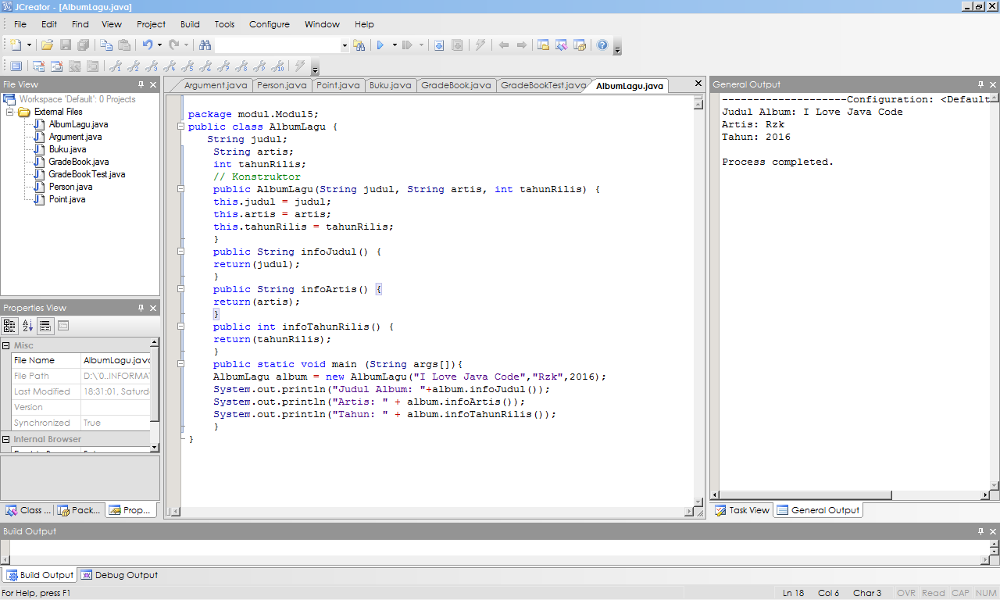 JCreator - [AlbumLagu.java]
File Edit Find View Project Build Tools Configure Window Help
File View
Workspace 'Default': 0 Projects
External Files
AlbumLagu.java
Argument.java
Buku.java
GradeBook.java
GradeBookTest.java
Person.java
Point.java
Properties View
Misc
File Name AlbumLagu.java
File Path D:\'0..INFORMAT
Last Modified 18:31:01, Saturda
Version
Synchronized True
Internal Browser
Class ... Pack... Prop...
Argument.java Person.java Point.java Buku.java GradeBook.java GradeBookTest.java AlbumLagu.java
package modul.Modul5;
public class AlbumLagu {
String judul;
String artis;
int tahunRilis;
// Konstruktor
public AlbumLagu(String judul, String artis, int tahunRilis) {
this.judul = judul;
this.artis = artis;
this.tahunRilis = tahunRilis;
}
public String infoJudul() {
return(judul);
}
public String infoArtis() {
return(artis);
}
public int infoTahunRilis() {
return(tahunRilis);
}
public static void main (String args[]){
AlbumLagu album = new AlbumLagu("I Love Java Code","Rzk",2016);
System.out.println("Judul Album: "+album.infoJudul());
System.out.println("Artis: " + album.infoArtis());
System.out.println("Tahun: " + album.infoTahunRilis());
}
}
General Output
--------------------Configuration: <Default
Judul Album: I Love Java Code
Artis: Rzk
Tahun: 2016
Process completed.
Task View General Output
Build Output
Build Output Debug Output
For Help, press F1
Ln 18 Col 6 Char 3 OVR Read CAP NUM